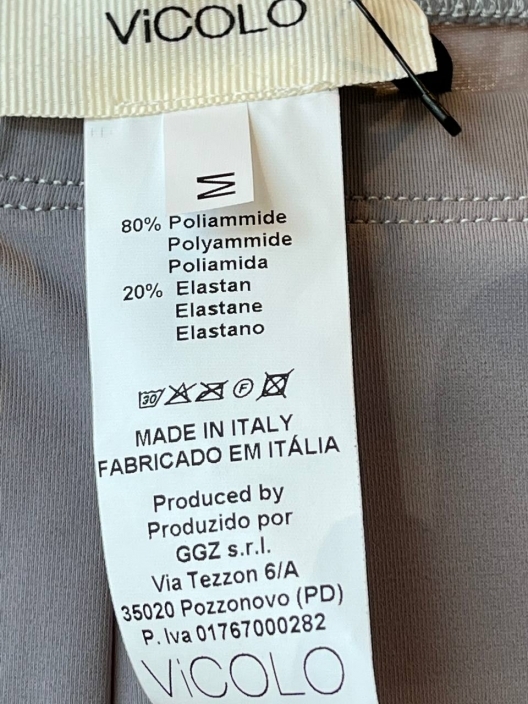 ViCOLO
M
80% Poliammide
Polyammide
Poliamida
20% Elastan
Elastane
Elastano
30 F
MADE IN ITALY
FABRICADO EM ITÁLIA
Produced by
Produzido por
GGZ s.r.l.
Via Tezzon 6/A
35020 Pozzonovo (PD)
P. Iva 01767000282
ViCOLO